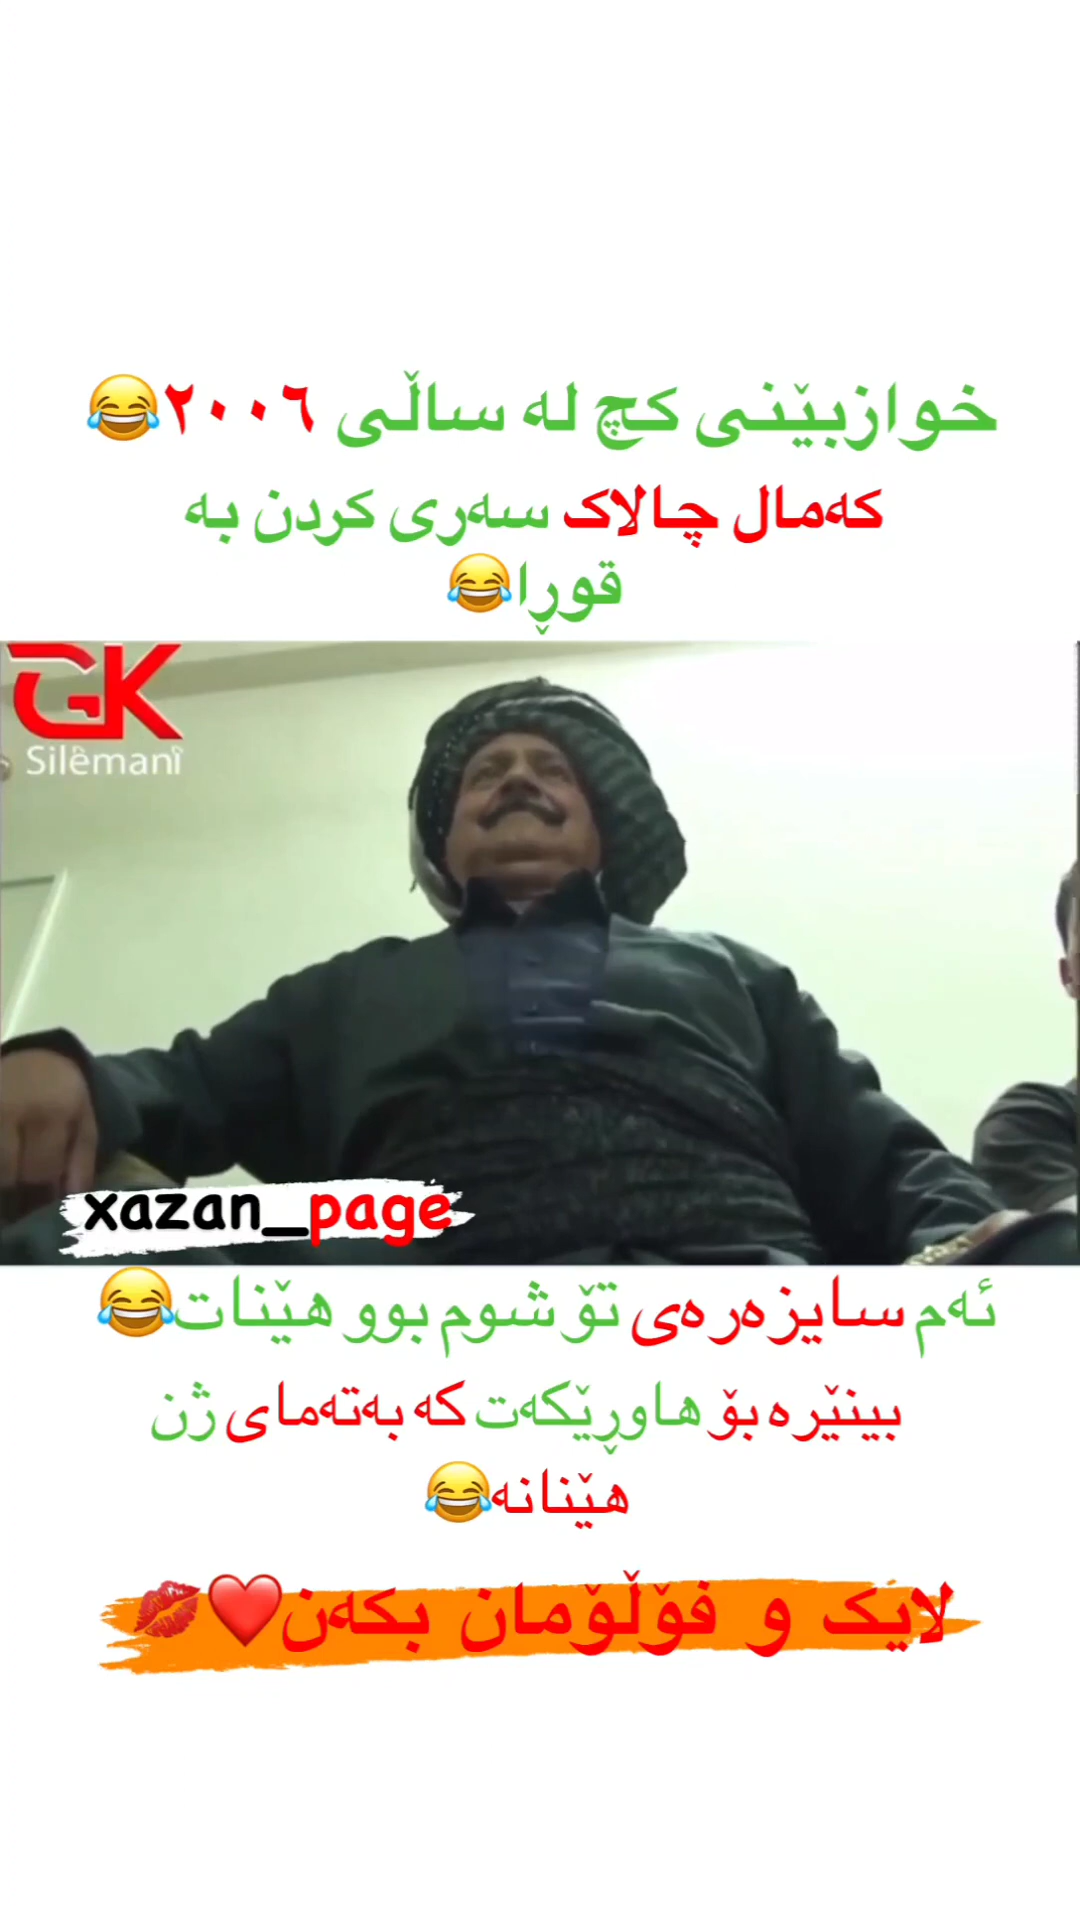 خوازبێنی کچ لە ساڵی ٢٠٠٦😂
کەمال چالاک سەری کردن بە
قوڕا😂
GK
Silêmanî
xazan_page
ئەم سایزەرەی تۆ شوم بوو هێنات😂
بینێرە بۆ هاوڕێکەت کە بەتەمای ژن
هێنانە😂
لایک و فۆڵۆمان بکەن❤️💋